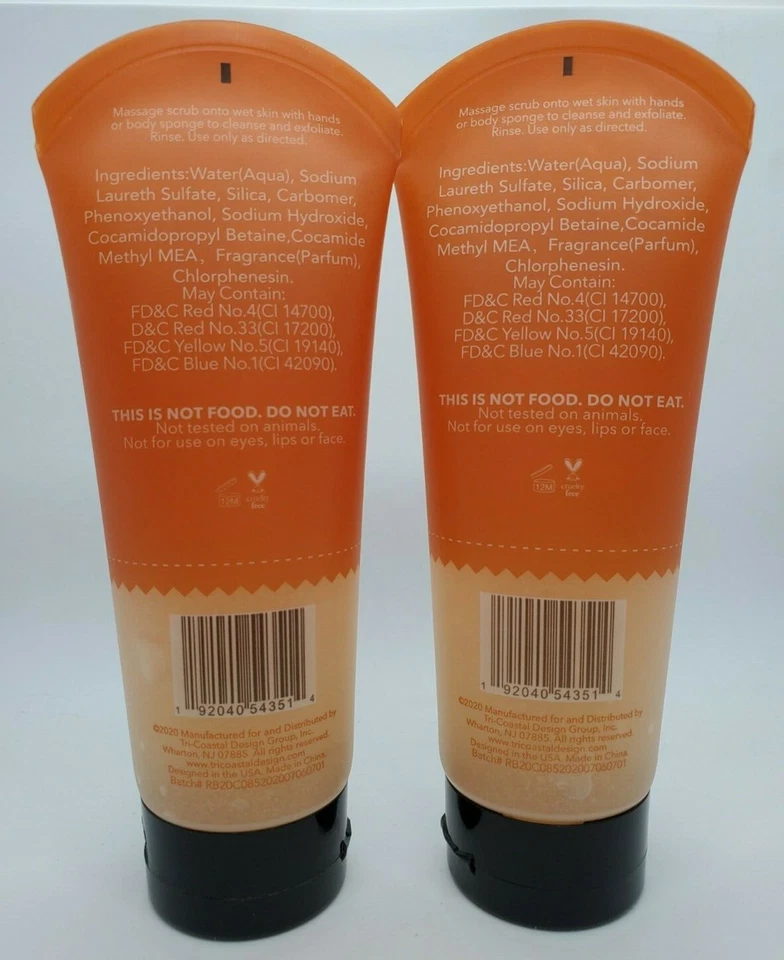 Massage scrub onto wet skin with hands
or body sponge to cleanse and exfoliate.
Rinse. Use only as directed.
Ingredients:Water(Aqua), Sodium
Laureth Sulfate, Silica, Carbomer,
Phenoxyethanol, Sodium Hydroxide,
Cocamidopropyl Betaine,Cocamide
Methyl MEA, Fragrance(Parfum),
Chlorphenesin.
May Contain:
FD&C Red No.4(CI 14700),
D&C Red No.33(CI 17200),
FD&C Yellow No.5(CI 19140),
FD&C Blue No.1(CI 42090).
THIS IS NOT FOOD. DO NOT EAT.
Not tested on animals.
Not for use on eyes, lips or face.
12M
cruelty
free
1 92040 54351 4
©2020 Manufactured for and Distributed by
Tri-Coastal Design Group, Inc.
Wharton, NJ 07885. All rights reserved.
www.tricoastaldesign.com
Designed in the USA. Made in China.
Batch# RB20C085202007060701
Massage scrub onto wet skin with hands
or body sponge to cleanse and exfoliate.
Rinse. Use only as directed.
Ingredients:Water(Aqua), Sodium
Laureth Sulfate, Silica, Carbomer,
Phenoxyethanol, Sodium Hydroxide,
Cocamidopropyl Betaine,Cocamide
Methyl MEA, Fragrance(Parfum),
Chlorphenesin.
May Contain:
FD&C Red No.4(CI 14700),
D&C Red No.33(CI 17200),
FD&C Yellow No.5(CI 19140),
FD&C Blue No.1(CI 42090).
THIS IS NOT FOOD. DO NOT EAT.
Not tested on animals.
Not for use on eyes, lips or face.
12M
cruelty
free
1 92040 54351 4
©2020 Manufactured for and Distributed by
Tri-Coastal Design Group, Inc.
Wharton, NJ 07885. All rights reserved.
www.tricoastaldesign.com
Designed in the USA. Made in China.
Batch# RB20C085202007060701